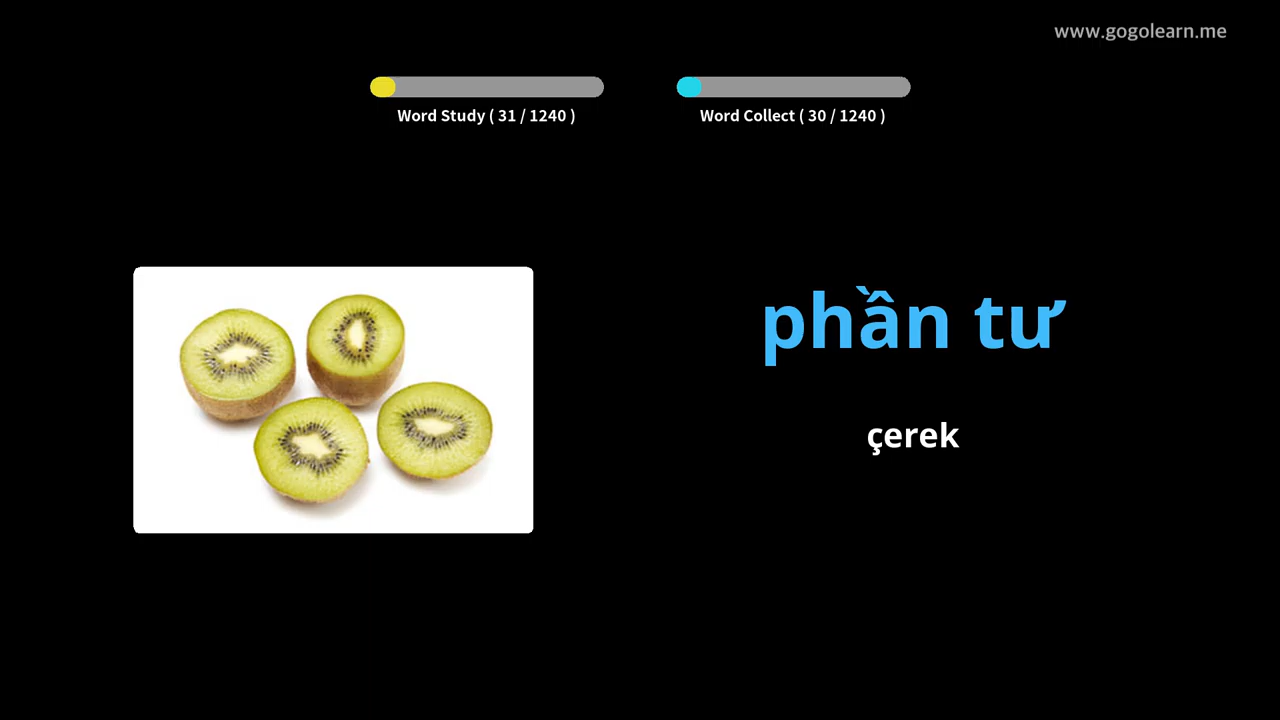 www.gogolearn.me
Word Study ( 31 / 1240 )
Word Collect ( 30 / 1240 )
phần tư
çerek